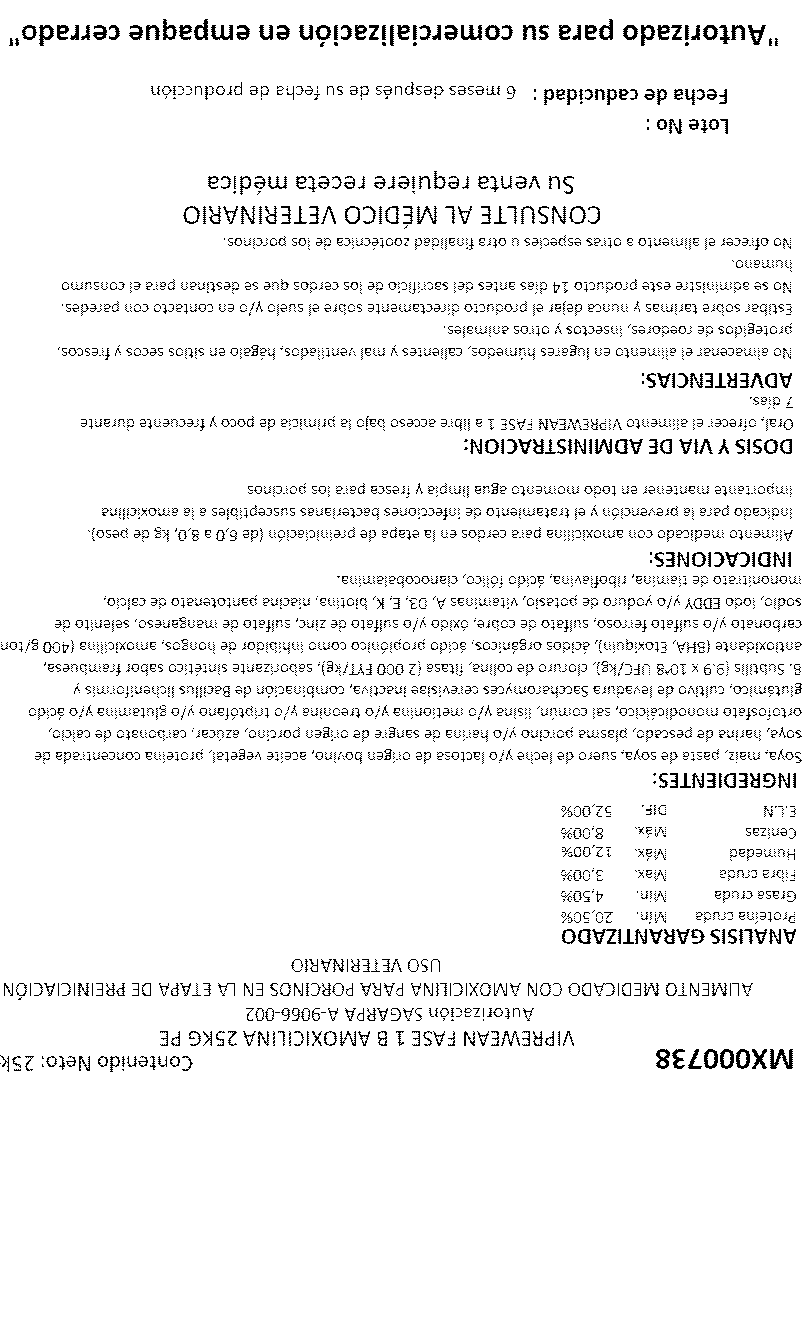 MX000738
Contenido Neto: 25k
VIPREWEAN FASE 1 B AMOXICILINA 25KG PE
Autorización SAGARPA A-9066-002
ALIMENTO MEDICADO CON AMOXICILINA PARA PORCINOS EN LA ETAPA DE PREINICIACIÓN
USO VETERINARIO
ANALISIS GARANTIZADO
Proteína cruda Mín. 20,50%
Grasa cruda Mín. 4,50%
Fibra cruda Máx. 3,00%
Humedad Máx. 12,00%
Cenizas Máx. 8,00%
E.L.N DIF. 52,00%
INGREDIENTES:
Soya, maíz, pasta de soya, suero de leche y/o lactosa de origen bovino, aceite vegetal, proteína concentrada de
soya, harina de pescado, plasma porcino y/o harina de sangre de origen porcino, azúcar, carbonato de calcio,
ortofosfato monodicálcico, sal común, lisina y/o metionina y/o treonina y/o triptófano y/o glutamina y/o ácido
glutámico, cultivo de levadura Saccharomyces cerevisiae inactiva, combinación de Bacillus licheniformis y
B. Subtilis (9.9 x 10^8 UFC/kg), cloruro de colina, fitasa (2 000 FYT/kg), saborizante sintético sabor frambuesa,
antioxidante (BHA, Etoxiquin), ácidos orgánicos, ácido propiónico como inhibidor de hongos, amoxicilina (400 g/ton
carbonato y/o sulfato ferroso, sulfato de cobre, óxido y/o sulfato de zinc, sulfato de manganeso, selenito de
sodio, iodo EDDY y/o yoduro de potasio, vitaminas A, D3, E, K, biotina, niacina pantotenato de calcio,
mononitrato de tiamina, riboflavina, ácido fólico, cianocobalamina.
INDICACIONES:
Alimento medicado con amoxicilina para cerdos en la etapa de preiniciación (de 6,0 a 8,0, kg de peso).
Indicado para la prevención y el tratamiento de infecciones bacterianas susceptibles a la amoxicilina
Importante mantener en todo momento agua limpia y fresca para los porcinos
DOSIS Y VIA DE ADMINISTRACION:
Oral, ofrecer el alimento VIPREWEAN FASE 1 a libre acceso bajo la primicia de poco y frecuente durante
7 días.
ADVERTENCIAS:
No almacenar el alimento en lugares húmedos, calientes y mal ventilados, hágalo en sitios secos y frescos,
protegidos de roedores, insectos y otros animales.
Estibar sobre tarimas y nunca dejar el producto directamente sobre el suelo y/o en contacto con paredes.
No se administre este producto 14 días antes del sacrificio de los cerdos que se destinan para el consumo
humano.
No ofrecer el alimento a otras especies u otra finalidad zootécnica de los porcinos.
CONSULTE AL MÉDICO VETERINARIO
Su venta requiere receta médica
Lote No :
Fecha de caducidad : 6 meses después de su fecha de producción
"Autorizado para su comercialización en empaque cerrado"